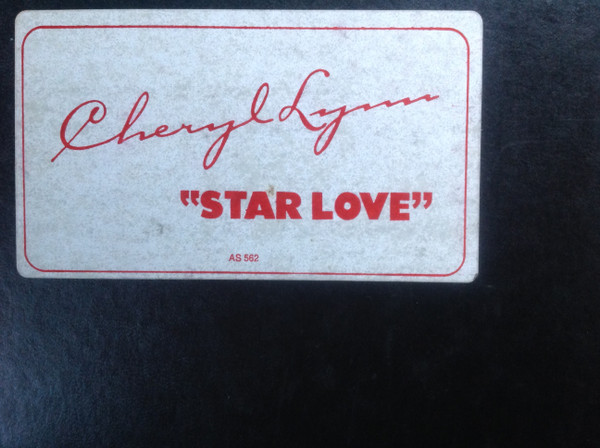 Cheryl Lynn
"STAR LOVE"
AS 562